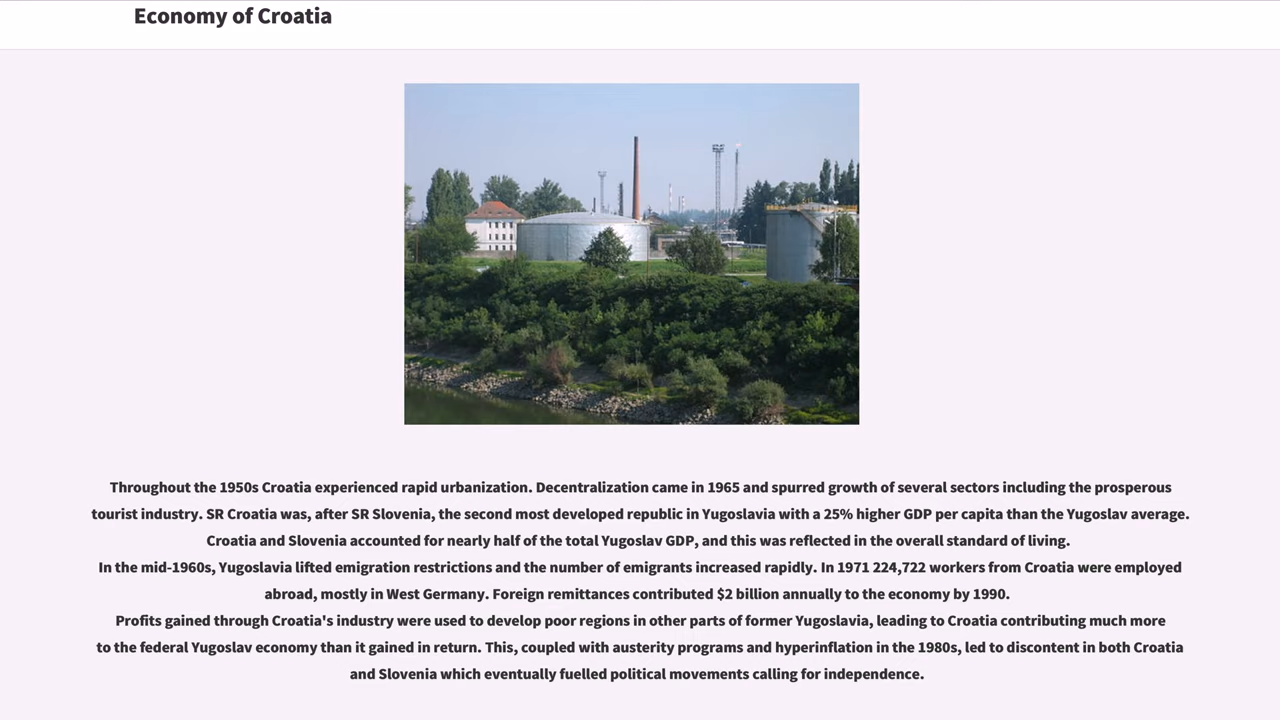 Economy of Croatia
Throughout the 1950s Croatia experienced rapid urbanization. Decentralization came in 1965 and spurred growth of several sectors including the prosperous
tourist industry. SR Croatia was, after SR Slovenia, the second most developed republic in Yugoslavia with a 25% higher GDP per capita than the Yugoslav average.
Croatia and Slovenia accounted for nearly half of the total Yugoslav GDP, and this was reflected in the overall standard of living.
In the mid-1960s, Yugoslavia lifted emigration restrictions and the number of emigrants increased rapidly. In 1971 224,722 workers from Croatia were employed
abroad, mostly in West Germany. Foreign remittances contributed $2 billion annually to the economy by 1990.
Profits gained through Croatia's industry were used to develop poor regions in other parts of former Yugoslavia, leading to Croatia contributing much more
to the federal Yugoslav economy than it gained in return. This, coupled with austerity programs and hyperinflation in the 1980s, led to discontent in both Croatia
and Slovenia which eventually fuelled political movements calling for independence.